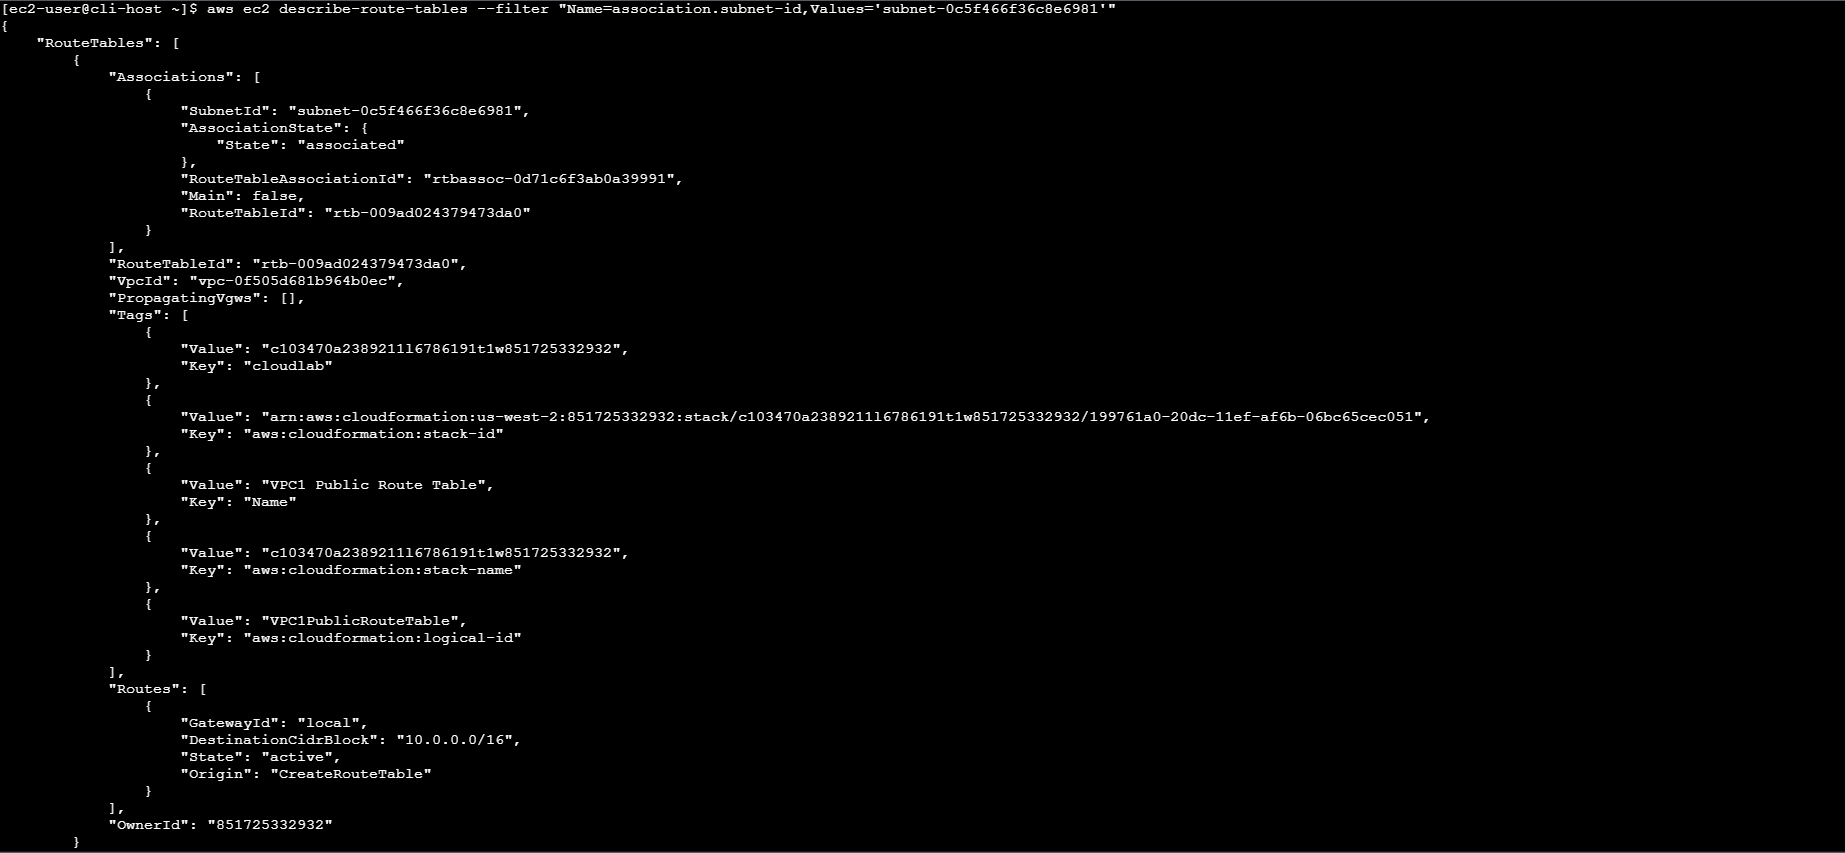 [ec2-user@cli-host ~]$ aws ec2 describe-route-tables --filter "Name=association.subnet-id,Values='subnet-0c5f466f36c8e6981'"
{
    "RouteTables": [
        {
            "Associations": [
                {
                    "SubnetId": "subnet-0c5f466f36c8e6981",
                    "AssociationState": {
                        "State": "associated"
                    },
                    "RouteTableAssociationId": "rtbassoc-0d71c6f3ab0a39991",
                    "Main": false,
                    "RouteTableId": "rtb-009ad024379473da0"
                }
            ],
            "RouteTableId": "rtb-009ad024379473da0",
            "VpcId": "vpc-0f505d681b964b0ec",
            "PropagatingVgws": [],
            "Tags": [
                {
                    "Value": "c103470a2389211l6786191t1w851725332932",
                    "Key": "cloudlab"
                },
                {
                    "Value": "arn:aws:cloudformation:us-west-2:851725332932:stack/c103470a2389211l6786191t1w851725332932/199761a0-20dc-11ef-af6b-06bc65cec051",
                    "Key": "aws:cloudformation:stack-id"
                },
                {
                    "Value": "VPC1 Public Route Table",
                    "Key": "Name"
                },
                {
                    "Value": "c103470a2389211l6786191t1w851725332932",
                    "Key": "aws:cloudformation:stack-name"
                },
                {
                    "Value": "VPC1PublicRouteTable",
                    "Key": "aws:cloudformation:logical-id"
                }
            ],
            "Routes": [
                {
                    "GatewayId": "local",
                    "DestinationCidrBlock": "10.0.0.0/16",
                    "State": "active",
                    "Origin": "CreateRouteTable"
                }
            ],
            "OwnerId": "851725332932"
        }